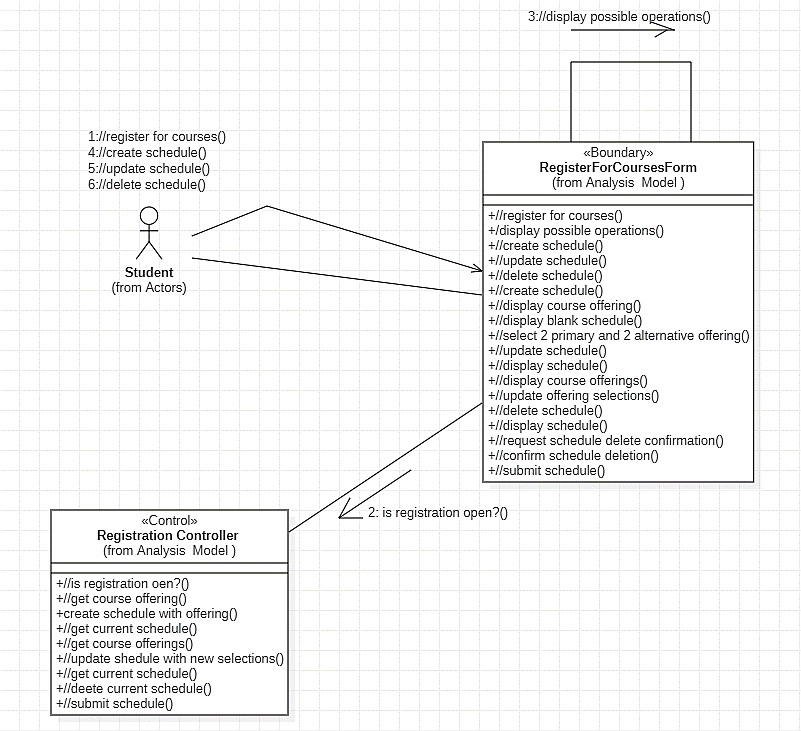 3://display possible operations()
1://register for courses()
4://create schedule()
5://update schedule()
6://delete schedule()
Student
(from Actors)
«Boundary»
RegisterForCoursesForm
(from Analysis Model )
+//register for courses()
+/display possible operations()
+//create schedule()
+//update schedule()
+//delete schedule()
+//create schedule()
+//display course offering()
+//display blank schedule()
+//select 2 primary and 2 alternative offering()
+//update schedule()
+//display schedule()
+//display course offerings()
+//update offering selections()
+//delete schedule()
+//display schedule()
+//request schedule delete confirmation()
+//confirm schedule deletion()
+//submit schedule()
2: is registration open?()
«Control»
Registration Controller
(from Analysis Model )
+//is registration oen?()
+//get course offering()
+create schedule with offering()
+//get current schedule()
+//get course offerings()
+//update shedule with new selections()
+//get current schedule()
+//deete current schedule()
+//submit schedule()